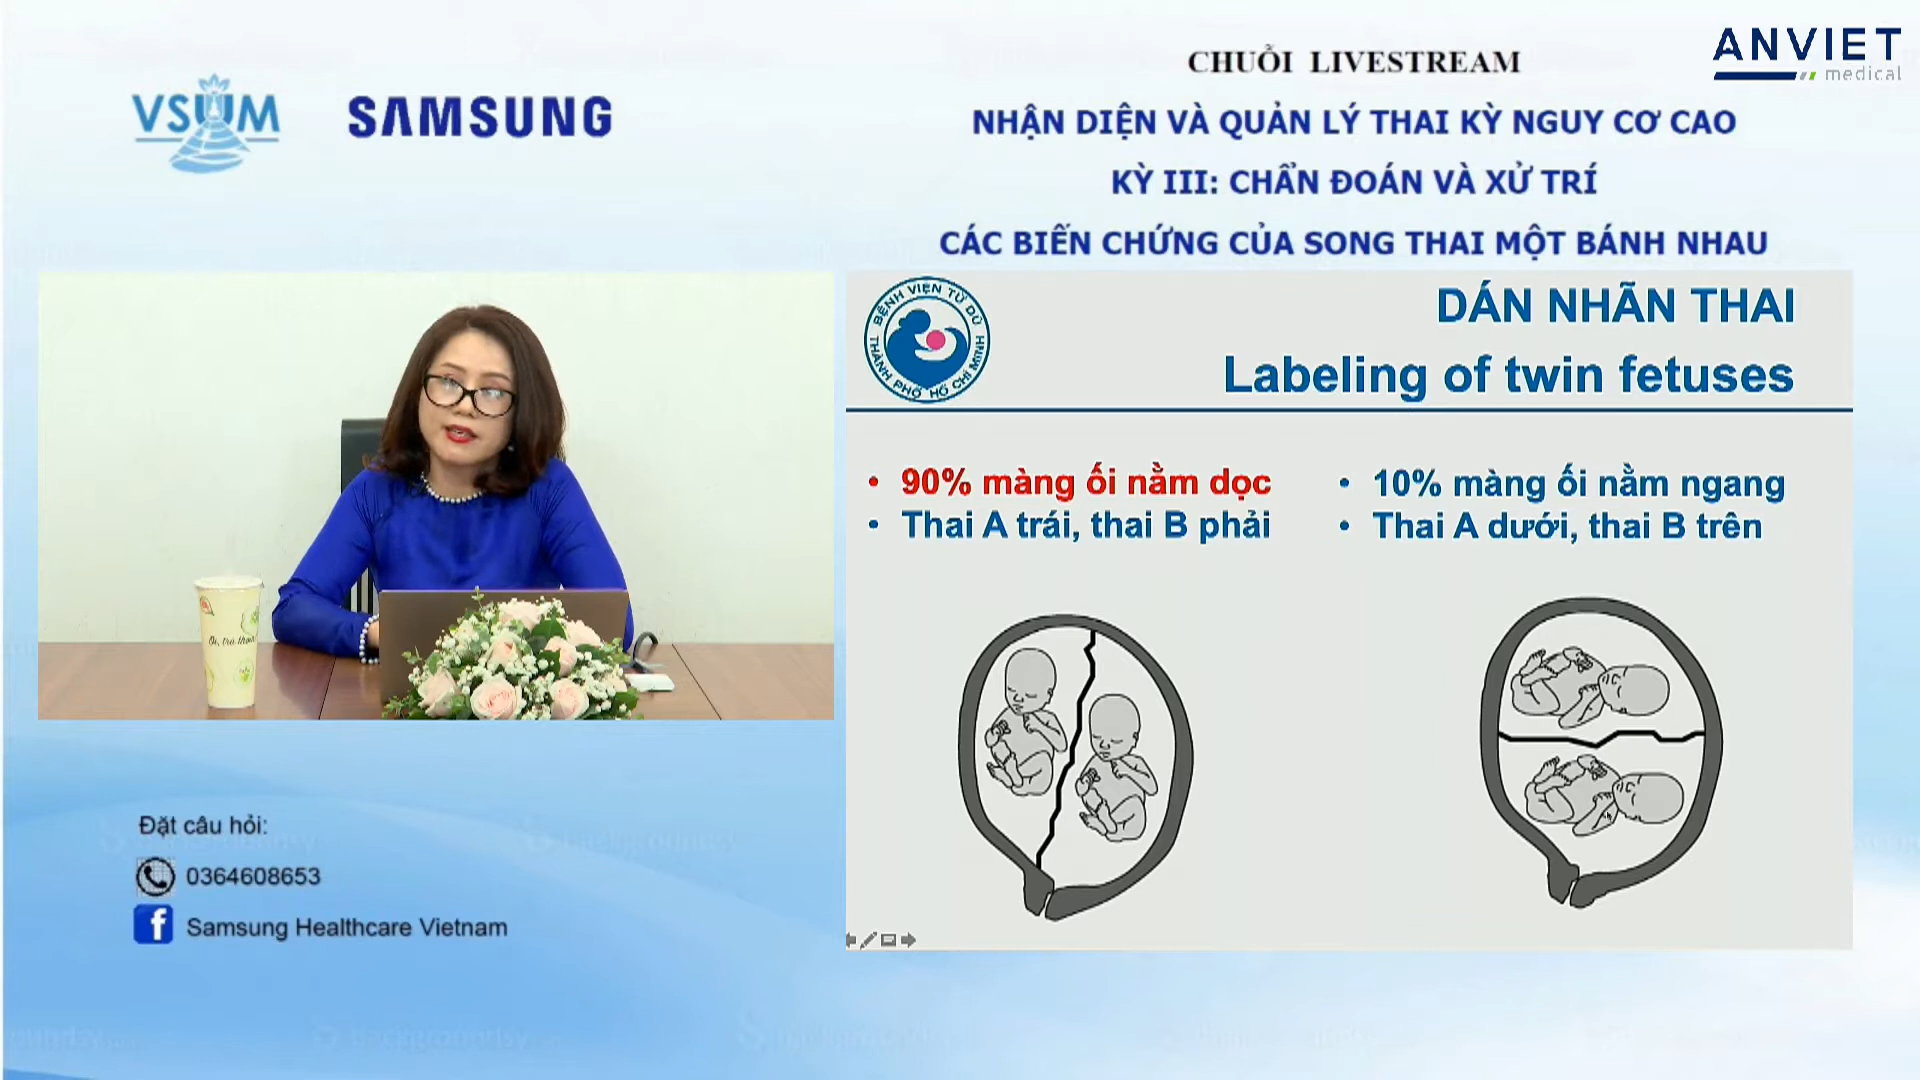 VSUM
SAMSUNG
ANVIET
medical
CHUỖI LIVESTREAM
NHẬN DIỆN VÀ QUẢN LÝ THAI KỲ NGUY CƠ CAO
KỲ III: CHẨN ĐOÁN VÀ XỬ TRÍ
CÁC BIẾN CHỨNG CỦA SONG THAI MỘT BÁNH NHAU
BỆNH VIỆN TỪ DŨ
THÀNH PHỐ HỒ CHÍ MINH
DÁN NHÃN THAI
Labeling of twin fetuses
• 90% màng ối nằm dọc
• Thai A trái, thai B phải
• 10% màng ối nằm ngang
• Thai A dưới, thai B trên
Đặt câu hỏi:
0364608653
Samsung Healthcare Vietnam